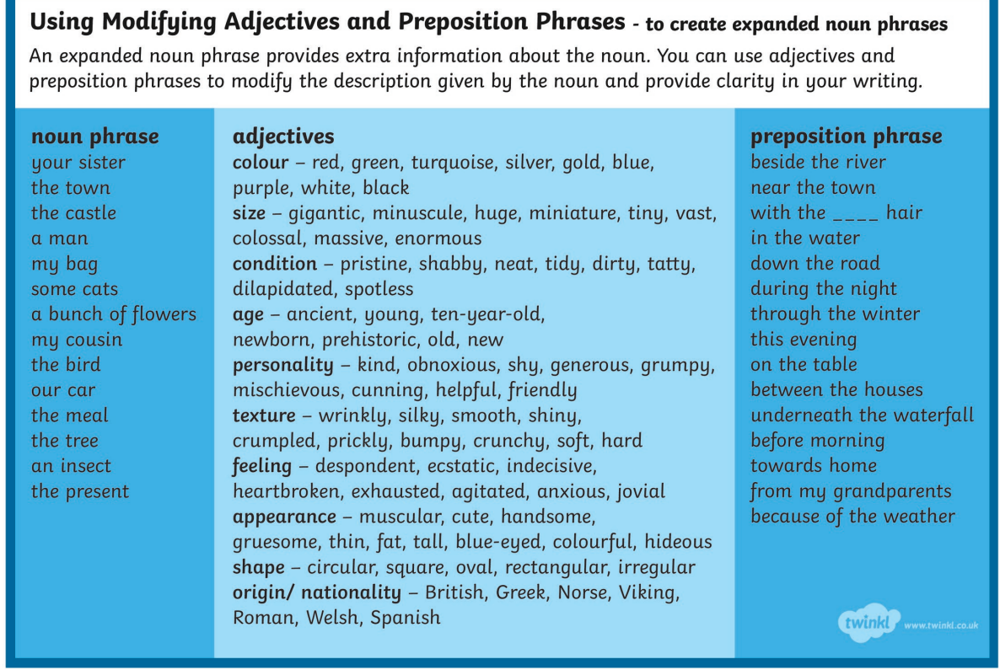 Using Modifying Adjectives and Preposition Phrases - to create expanded noun phrases
An expanded noun phrase provides extra information about the noun. You can use adjectives and
preposition phrases to modify the description given by the noun and provide clarity in your writing.
noun phrase
your sister
the town
the castle
a man
my bag
some cats
a bunch of flowers
my cousin
the bird
our car
the meal
the tree
an insect
the present
adjectives
colour – red, green, turquoise, silver, gold, blue,
purple, white, black
size – gigantic, minuscule, huge, miniature, tiny, vast,
colossal, massive, enormous
condition – pristine, shabby, neat, tidy, dirty, tatty,
dilapidated, spotless
age – ancient, young, ten-year-old,
newborn, prehistoric, old, new
personality – kind, obnoxious, shy, generous, grumpy,
mischievous, cunning, helpful, friendly
texture – wrinkly, silky, smooth, shiny,
crumpled, prickly, bumpy, crunchy, soft, hard
feeling – despondent, ecstatic, indecisive,
heartbroken, exhausted, agitated, anxious, jovial
appearance – muscular, cute, handsome,
gruesome, thin, fat, tall, blue-eyed, colourful, hideous
shape – circular, square, oval, rectangular, irregular
origin/ nationality – British, Greek, Norse, Viking,
Roman, Welsh, Spanish
preposition phrase
beside the river
near the town
with the ____ hair
in the water
down the road
during the night
through the winter
this evening
on the table
between the houses
underneath the waterfall
before morning
towards home
from my grandparents
because of the weather
twinkl www.twinkl.co.uk